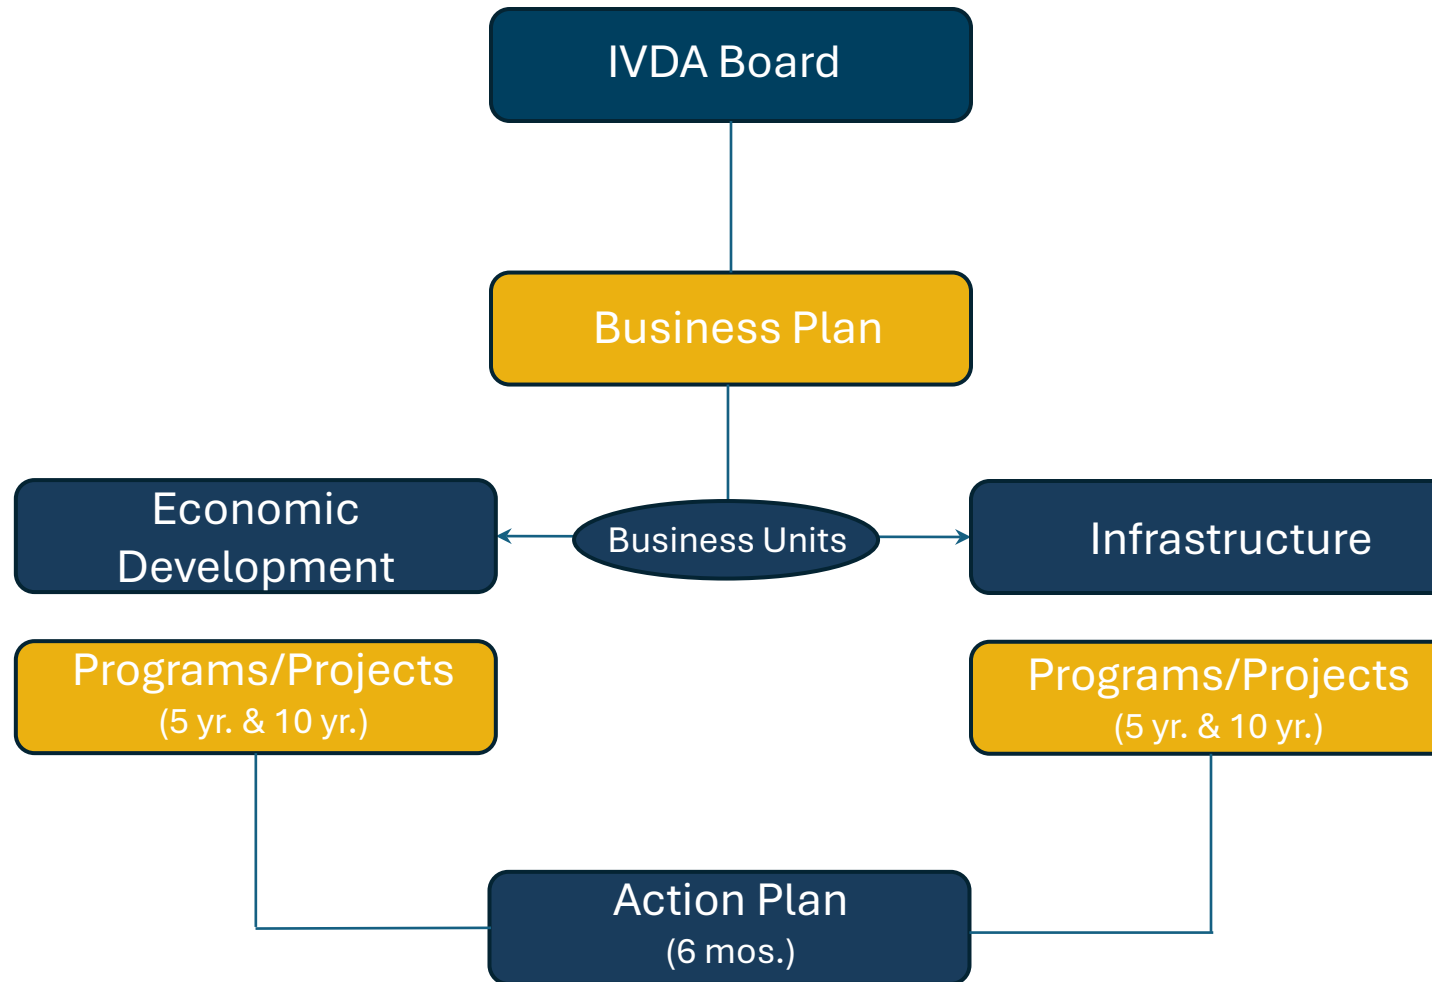 IVDA Board
Business Plan
Economic
Development
Business Units
Infrastructure
Programs/Projects
(5 yr. & 10 yr.)
Programs/Projects
(5 yr. & 10 yr.)
Action Plan
(6 mos.)